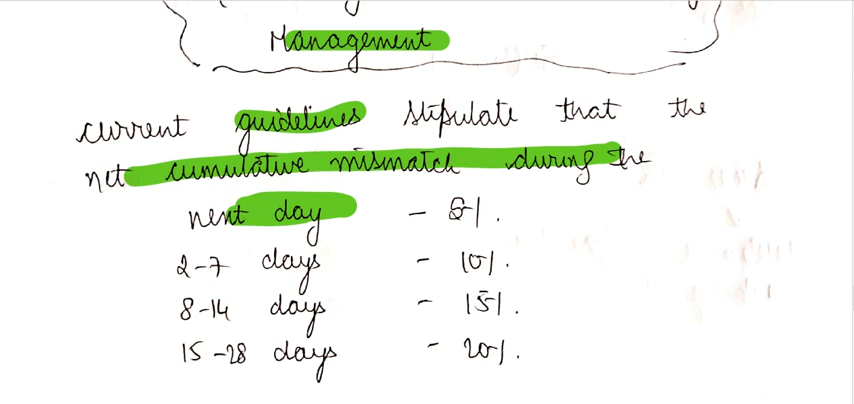 Management
current guidelines stipulate that the
net cumulative mismatch during the
next day - 5%.
2-7 days - 10%.
8-14 days - 15%.
15-28 days - 20%.